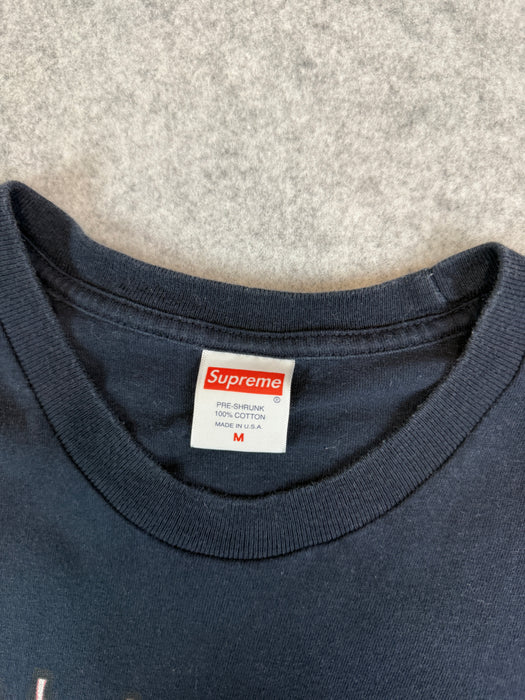 Supreme
®
PRE-SHRUNK
100% COTTON
MADE IN U.S.A.
M